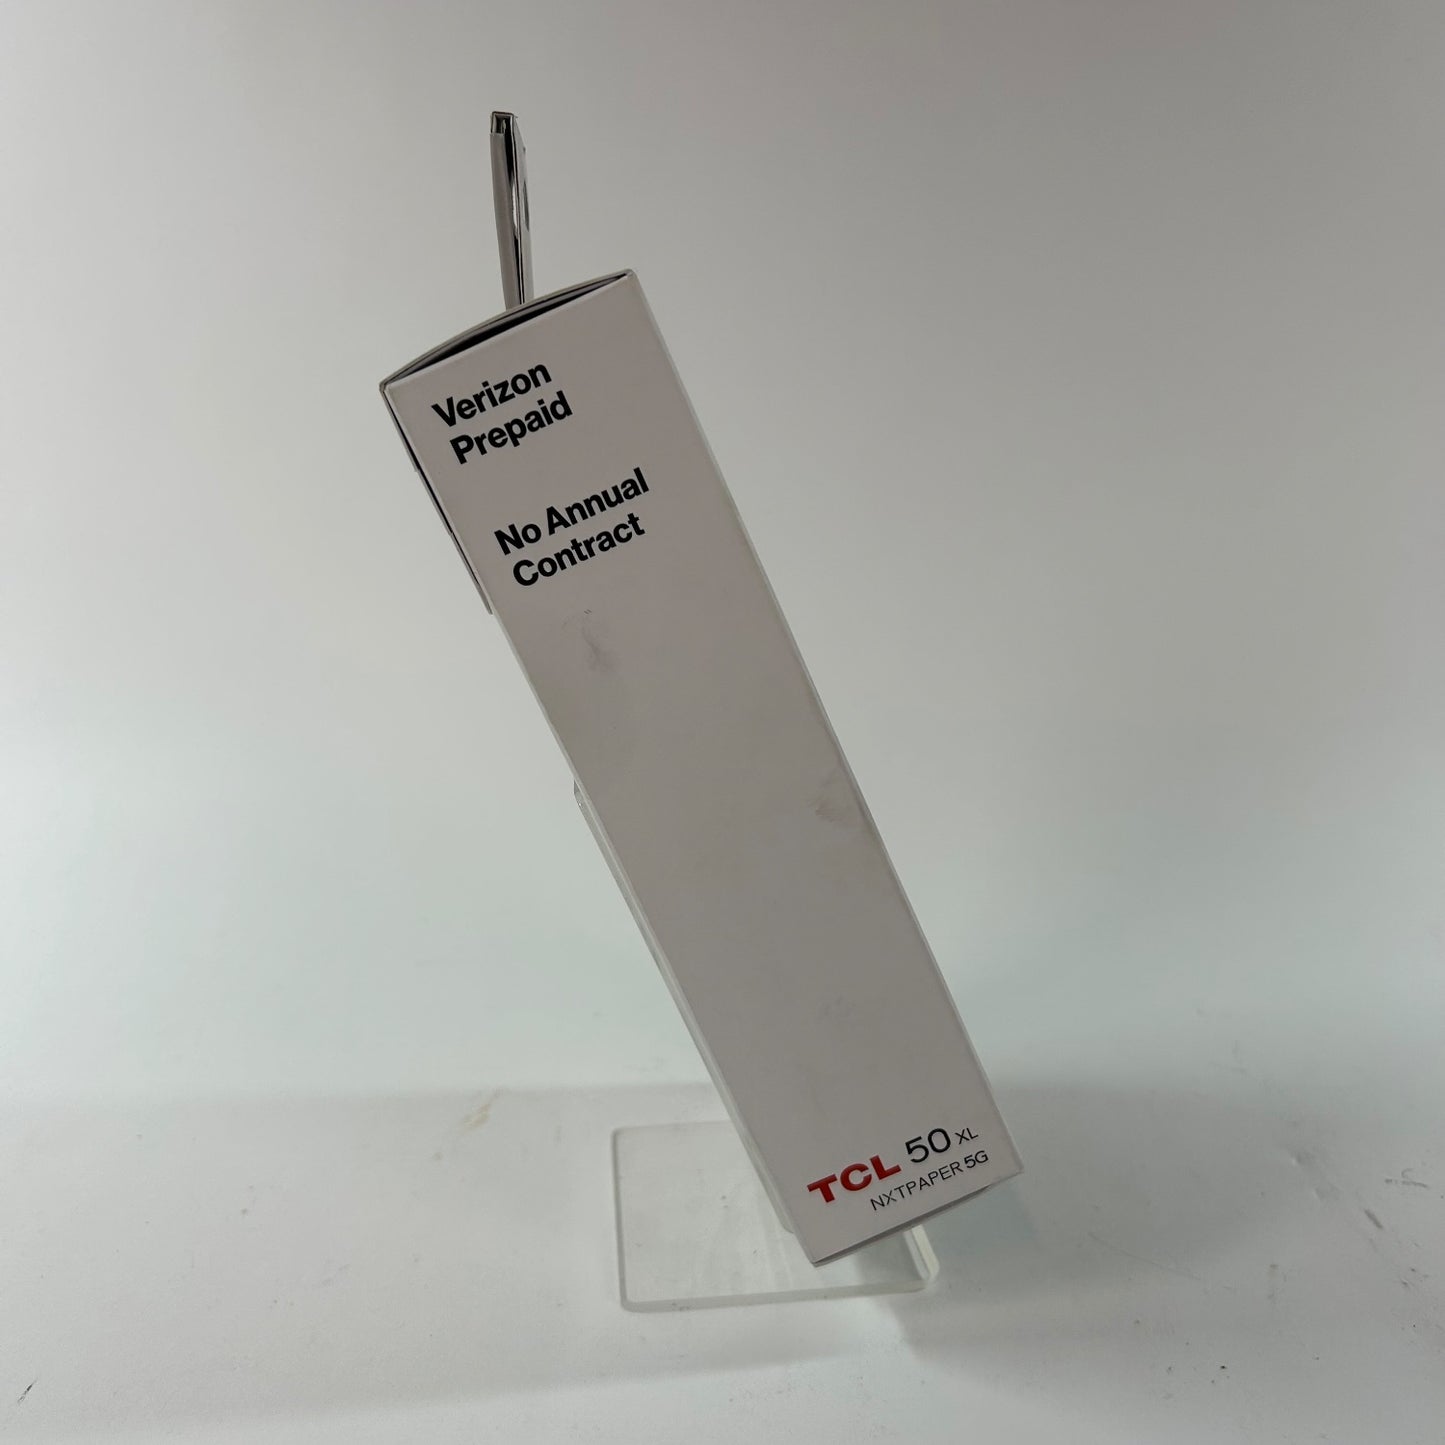 Verizon
Prepaid
No Annual
Contract
TCL 50 XL
NXTPAPER 5G